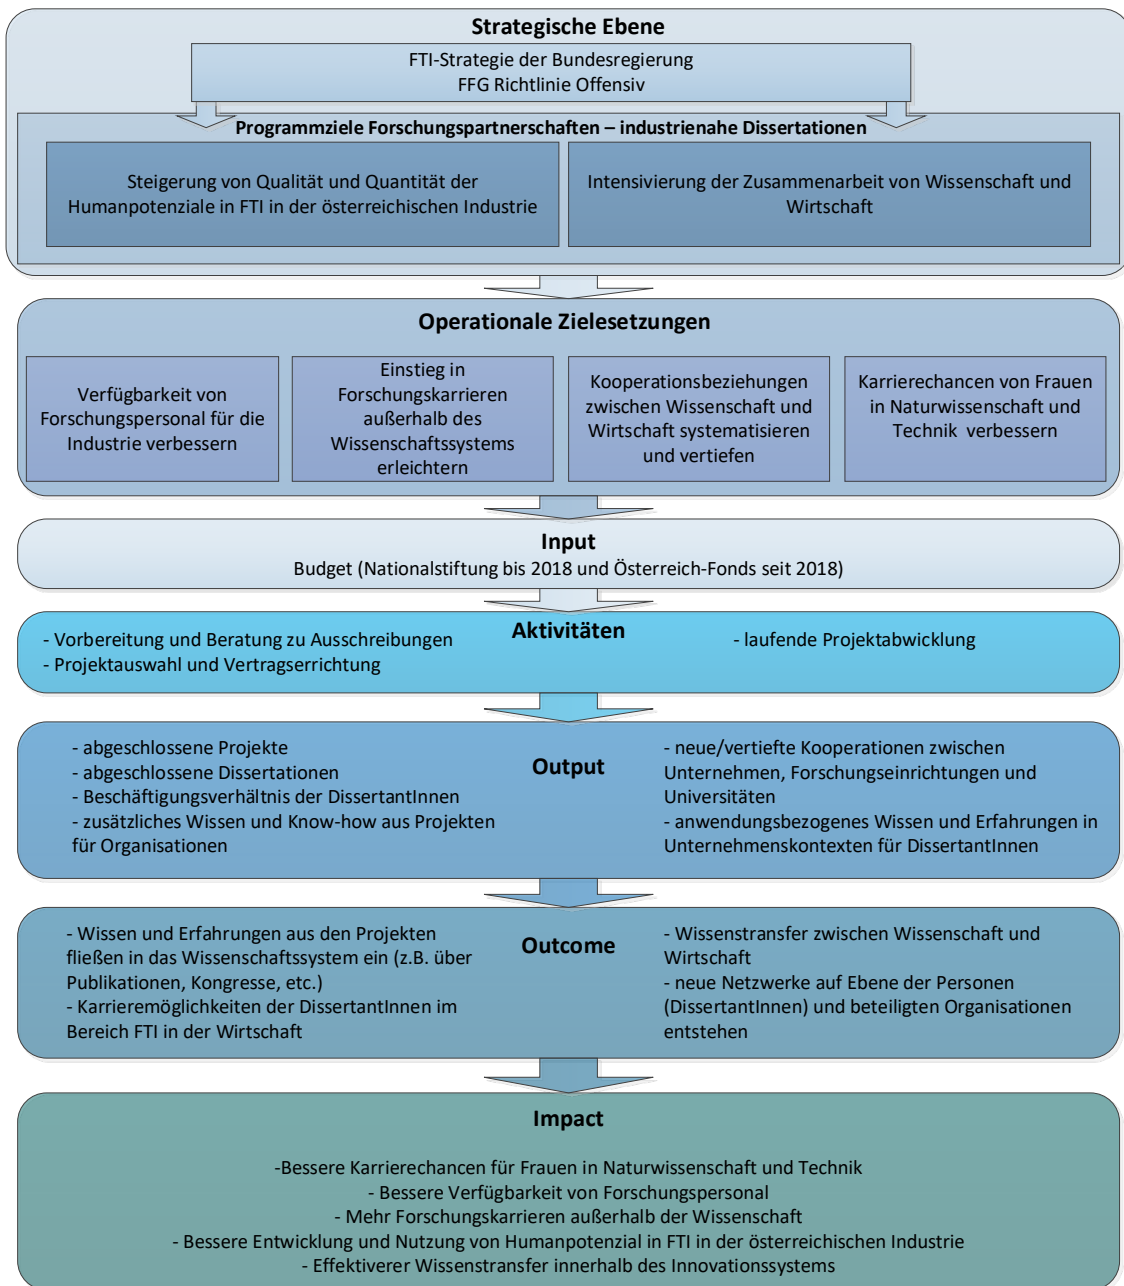 Strategische Ebene
FTI-Strategie der Bundesregierung
FFG Richtlinie Offensiv
Programmziele Forschungspartnerschaften – industrienahe Dissertationen
Steigerung von Qualität und Quantität der
Humanpotenziale in FTI in der österreichischen Industrie
Intensivierung der Zusammenarbeit von Wissenschaft und
Wirtschaft
Operationale Zielesetzungen
Verfügbarkeit von
Forschungspersonal für die
Industrie verbessern
Einstieg in
Forschungskarrieren
außerhalb des
Wissenschaftssystems
erleichtern
Kooperationsbeziehungen
zwischen Wissenschaft und
Wirtschaft systematisieren
und vertiefen
Karrierechancen von Frauen
in Naturwissenschaft und
Technik verbessern
Input
Budget (Nationalstiftung bis 2018 und Österreich-Fonds seit 2018)
Aktivitäten
- Vorbereitung und Beratung zu Ausschreibungen
- Projektauswahl und Vertragserrichtung
- laufende Projektabwicklung
Output
- abgeschlossene Projekte
- abgeschlossene Dissertationen
- Beschäftigungsverhältnis der DissertantInnen
- zusätzliches Wissen und Know-how aus Projekten
für Organisationen
- neue/vertiefte Kooperationen zwischen
Unternehmen, Forschungseinrichtungen und
Universitäten
- anwendungsbezogenes Wissen und Erfahrungen in
Unternehmenskontexten für DissertantInnen
Outcome
- Wissen und Erfahrungen aus den Projekten
fließen in das Wissenschaftssystem ein (z.B. über
Publikationen, Kongresse, etc.)
- Karrieremöglichkeiten der DissertantInnen im
Bereich FTI in der Wirtschaft
- Wissenstransfer zwischen Wissenschaft und
Wirtschaft
- neue Netzwerke auf Ebene der Personen
(DissertantInnen) und beteiligten Organisationen
entstehen
Impact
-Bessere Karrierechancen für Frauen in Naturwissenschaft und Technik
- Bessere Verfügbarkeit von Forschungspersonal
- Mehr Forschungskarrieren außerhalb der Wissenschaft
- Bessere Entwicklung und Nutzung von Humanpotenzial in FTI in der österreichischen Industrie
- Effektiverer Wissenstransfer innerhalb des Innovationssystems